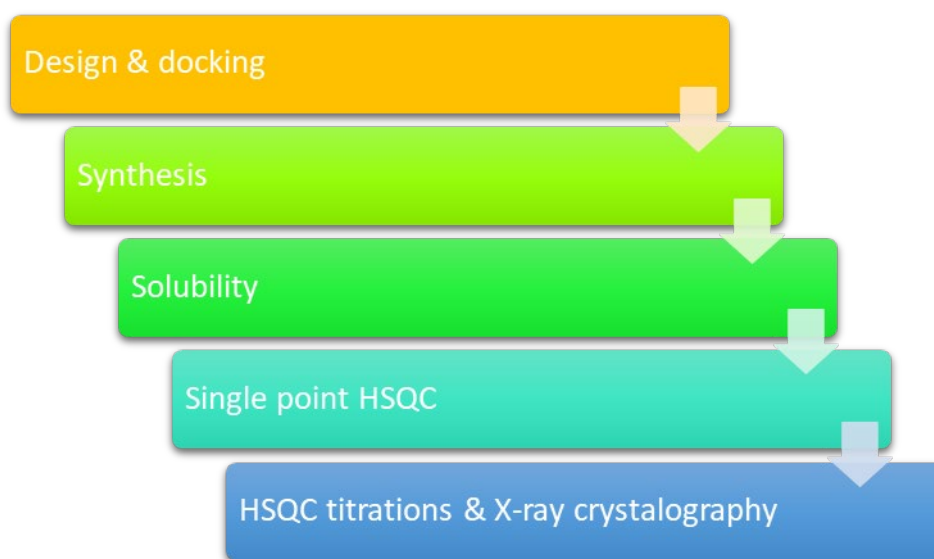 Design & docking
Synthesis
Solubility
Single point HSQC
HSQC titrations & X-ray crystalography